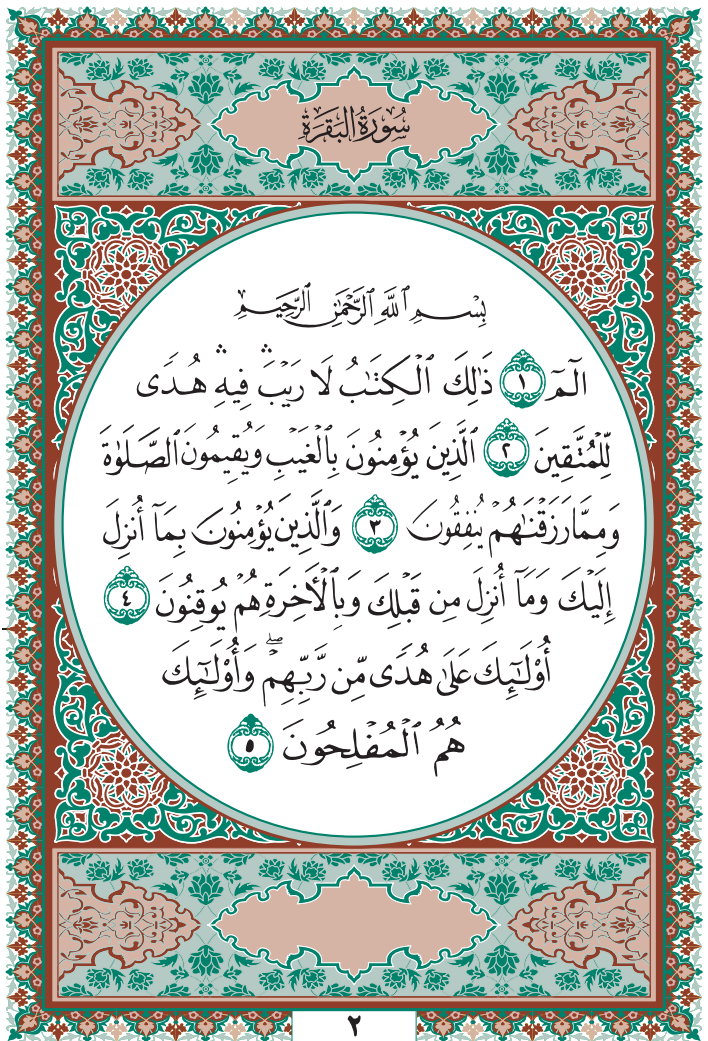 سُورَةُ البَقَرَةِ
بِسْمِ ٱللَّهِ ٱلرَّحْمَٰنِ ٱلرَّحِيمِ
الٓمٓ ١ ذَٰلِكَ ٱلْكِتَٰبُ لَا رَيْبَۛ فِيهِۛ هُدًى
لِّلْمُتَّقِينَ ٢ ٱلَّذِينَ يُؤْمِنُونَ بِٱلْغَيْبِ وَيُقِيمُونَ ٱلصَّلَوٰةَ
وَمِمَّا رَزَقْنَٰهُمْ يُنفِقُونَ ٣ وَٱلَّذِينَ يُؤْمِنُونَ بِمَآ أُنزِلَ
إِلَيْكَ وَمَآ أُنزِلَ مِن قَبْلِكَ وَبِٱلْأَخِرَةِ هُمْ يُوقِنُونَ ٤
أُوْلَٰٓئِكَ عَلَىٰ هُدًى مِّن رَّبِّهِمْۖ وَأُوْلَٰٓئِكَ
هُمُ ٱلْمُفْلِحُونَ ٥
٢